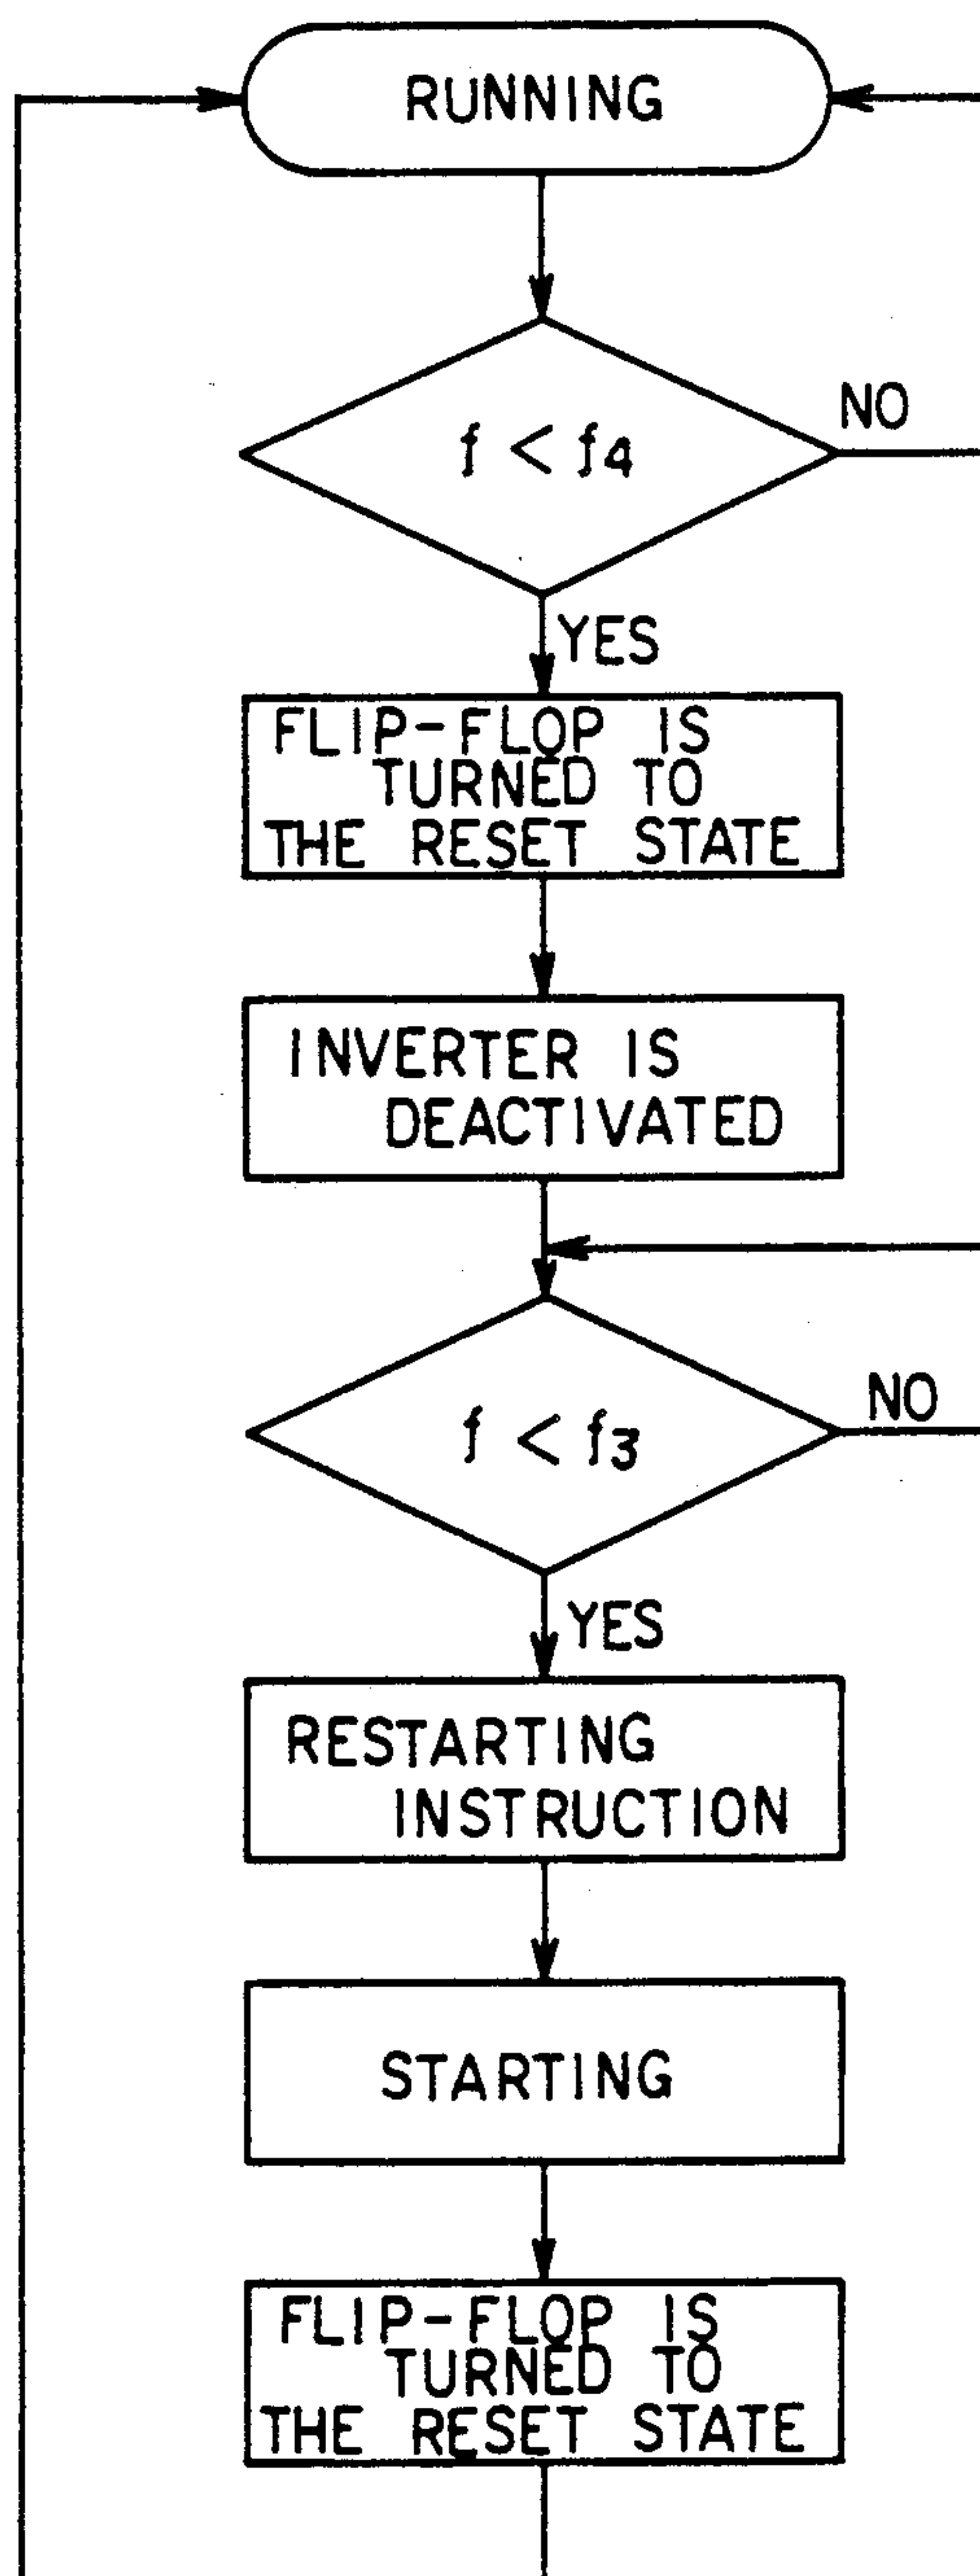 RUNNING
f < f4
NO
YES
FLIP-FLOP IS
TURNED TO
THE RESET STATE
INVERTER IS
DEACTIVATED
f < f3
NO
YES
RESTARTING
INSTRUCTION
STARTING
FLIP-FLOP IS
TURNED TO
THE RESET STATE